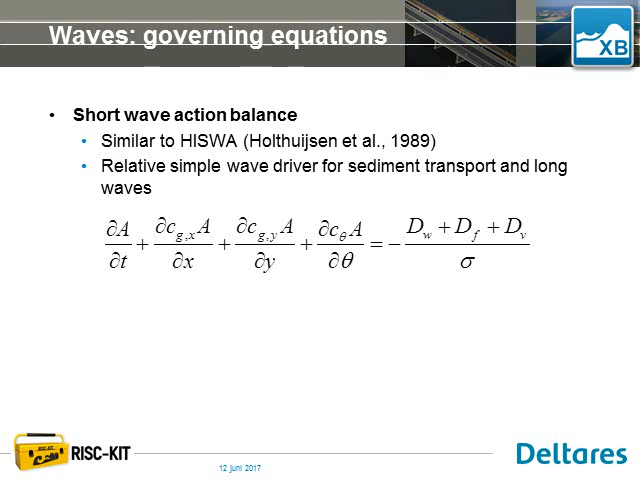 Waves: governing equations
XB
• Short wave action balance
• Similar to HISWA (Holthuijsen et al., 1989)
• Relative simple wave driver for sediment transport and long
waves
∂A/∂t + ∂c_{g,x}A/∂x + ∂c_{g,y}A/∂y + ∂c_θA/∂θ = − (D_w + D_f + D_v)/σ
RISC-KIT
12 juni 2017
Deltares